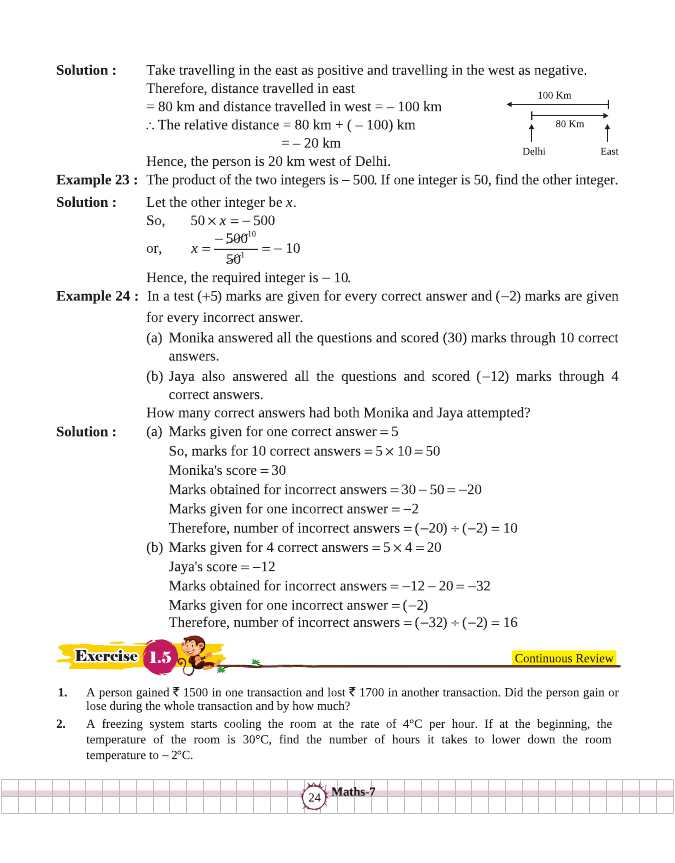 Solution : Take travelling in the east as positive and travelling in the west as negative.
Therefore, distance travelled in east
= 80 km and distance travelled in west = – 100 km
∴ The relative distance = 80 km + ( – 100) km
= – 20 km
Hence, the person is 20 km west of Delhi.
100 Km
80 Km
Delhi East
Example 23 : The product of the two integers is – 500. If one integer is 50, find the other integer.
Solution : Let the other integer be x.
So, 50 × x = – 500
or, x = – 500^10 / 50^1 = – 10
Hence, the required integer is – 10.
Example 24 : In a test (+5) marks are given for every correct answer and (–2) marks are given
for every incorrect answer.
(a) Monika answered all the questions and scored (30) marks through 10 correct
answers.
(b) Jaya also answered all the questions and scored (–12) marks through 4
correct answers.
How many correct answers had both Monika and Jaya attempted?
Solution : (a) Marks given for one correct answer = 5
So, marks for 10 correct answers = 5 × 10 = 50
Monika's score = 30
Marks obtained for incorrect answers = 30 – 50 = –20
Marks given for one incorrect answer = –2
Therefore, number of incorrect answers = (–20) ÷ (–2) = 10
(b) Marks given for 4 correct answers = 5 × 4 = 20
Jaya's score = –12
Marks obtained for incorrect answers = –12 – 20 = –32
Marks given for one incorrect answer = (–2)
Therefore, number of incorrect answers = (–32) ÷ (–2) = 16
Exercise 1.5
Continuous Review
1. A person gained ₹ 1500 in one transaction and lost ₹ 1700 in another transaction. Did the person gain or
lose during the whole transaction and by how much?
2. A freezing system starts cooling the room at the rate of 4°C per hour. If at the beginning, the
temperature of the room is 30°C, find the number of hours it takes to lower down the room
temperature to – 2°C.
24 Maths-7